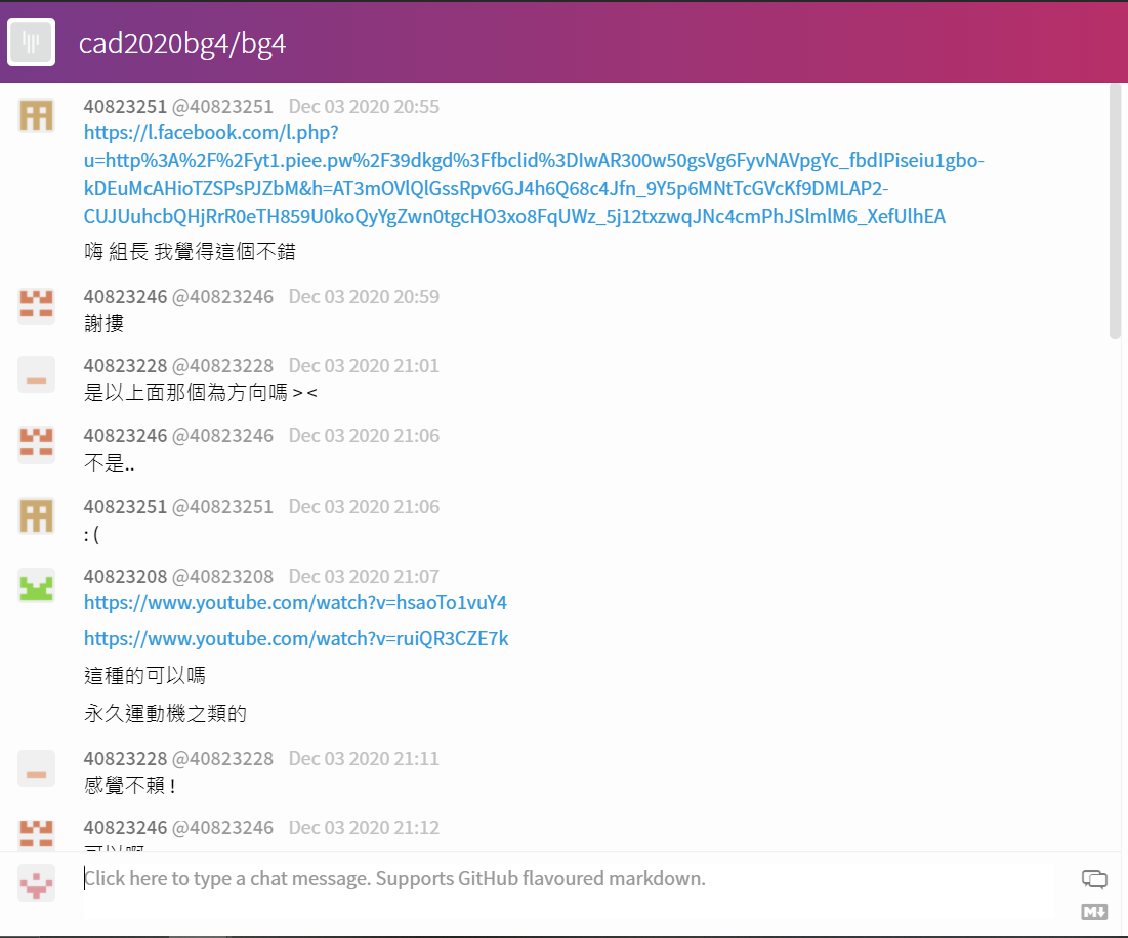 cad2020bg4/bg4
40823251 @40823251 Dec 03 2020 20:55
https://l.facebook.com/l.php?
u=http%3A%2F%2Fyt1.piee.pw%2F39dkgd%3Ffbclid%3DIwAR300w50gsVg6FyvNAVpgYc_fbdIPiseiu1gbo-
kDEuMcAHioTZSPsPJZbM&h=AT3mOVlQlGssRpv6GJ4h6Q68c4Jfn_9Y5p6MNtTcGVcKf9DMLAP2-
CUJUuhcbQHjRrR0eTH859U0koQyYgZwn0tgcHO3xo8FqUWz_5j12txzwqJNc4cmPhJSlmlM6_XefUlhEA
嗨 組長 我覺得這個不錯
40823246 @40823246 Dec 03 2020 20:59
謝摟
40823228 @40823228 Dec 03 2020 21:01
是以上面那個為方向嗎 > <
40823246 @40823246 Dec 03 2020 21:06
不是..
40823251 @40823251 Dec 03 2020 21:06
: (
40823208 @40823208 Dec 03 2020 21:07
https://www.youtube.com/watch?v=hsaoTo1vuY4
https://www.youtube.com/watch?v=ruiQR3CZE7k
這種的可以嗎
永久運動機之類的
40823228 @40823228 Dec 03 2020 21:11
感覺不賴 !
40823246 @40823246 Dec 03 2020 21:12
Click here to type a chat message. Supports GitHub flavoured markdown.